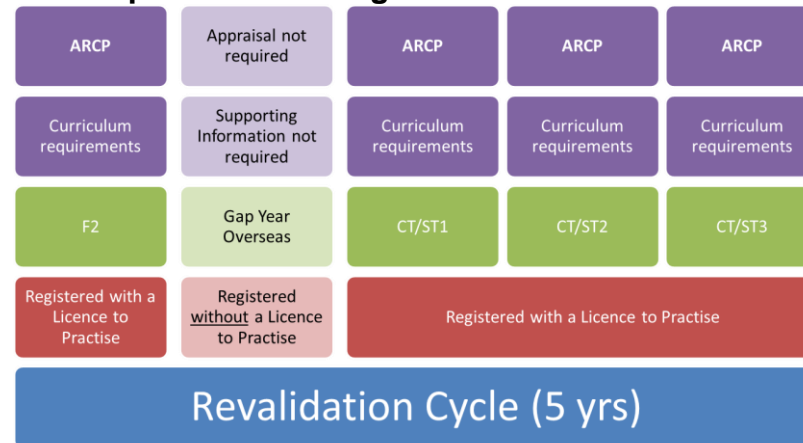 ARCP
Appraisal not
required
ARCP
ARCP
ARCP
Curriculum
requirements
Supporting
Information not
required
Curriculum
requirements
Curriculum
requirements
Curriculum
requirements
F2
Gap Year
Overseas
CT/ST1
CT/ST2
CT/ST3
Registered with a
Licence to
Practise
Registered
without a Licence
to Practise
Registered with a Licence to Practise
Revalidation Cycle (5 yrs)